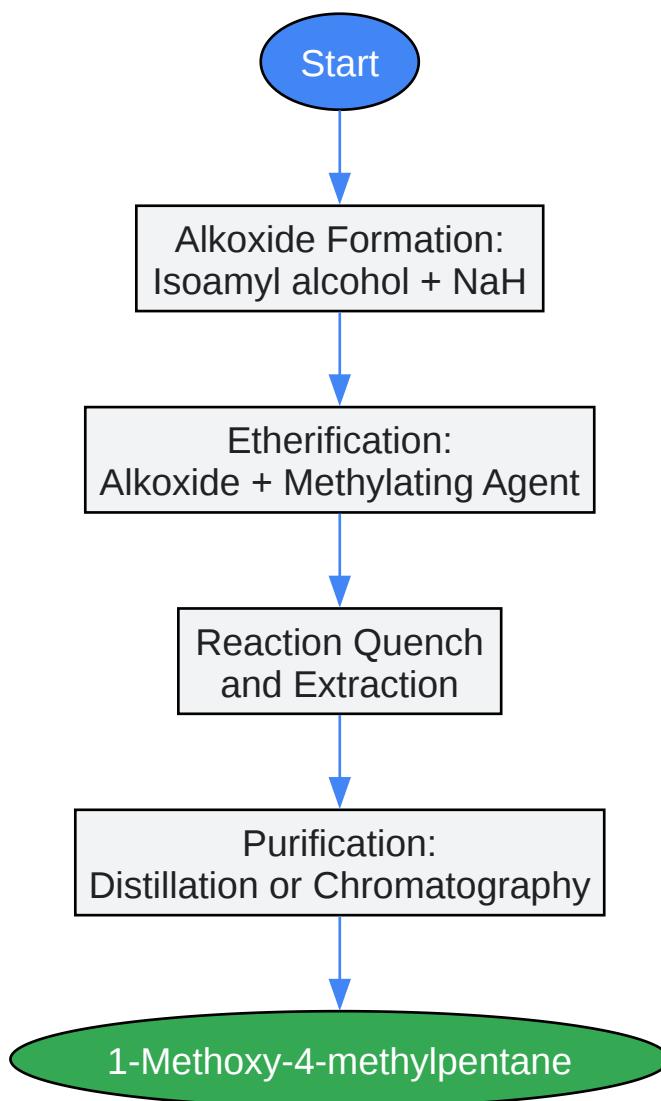 Start
Alkoxide Formation:
Isoamyl alcohol + NaH
Etherification:
Alkoxide + Methylating Agent
Reaction Quench
and Extraction
Purification:
Distillation or Chromatography
1-Methoxy-4-methylpentane